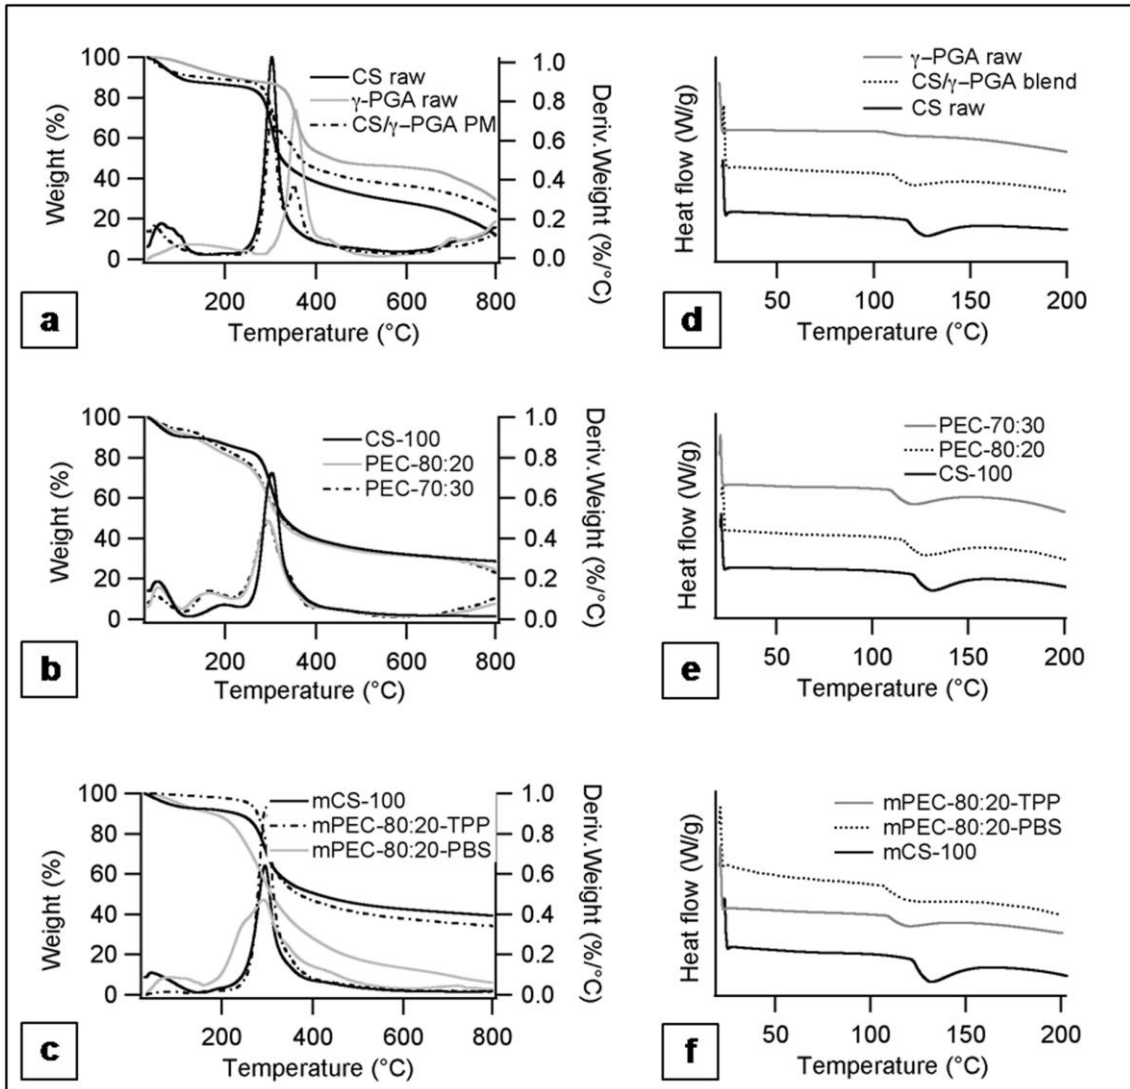 100
80
60
40
20
0
Weight (%)
CS raw
γ-PGA raw
CS/γ-PGA PM
1.0
0.8
0.6
0.4
0.2
0.0
Deriv.Weight (%/°C)
200 400 600 800
Temperature (°C)
a
γ-PGA raw
CS/γ-PGA blend
CS raw
Heat flow (W/g)
50 100 150 200
Temperature (°C)
d
100
80
60
40
20
0
Weight (%)
CS-100
PEC-80:20
PEC-70:30
1.0
0.8
0.6
0.4
0.2
0.0
Deriv.Weight (%/°C)
200 400 600 800
Temperature (°C)
b
PEC-70:30
PEC-80:20
CS-100
Heat flow (W/g)
50 100 150 200
Temperature (°C)
e
100
80
60
40
20
0
Weight (%)
mCS-100
mPEC-80:20-TPP
mPEC-80:20-PBS
1.0
0.8
0.6
0.4
0.2
0.0
Deriv.Weight (%/°C)
200 400 600 800
Temperature (°C)
c
mPEC-80:20-TPP
mPEC-80:20-PBS
mCS-100
Heat flow (W/g)
50 100 150 200
Temperature (°C)
f